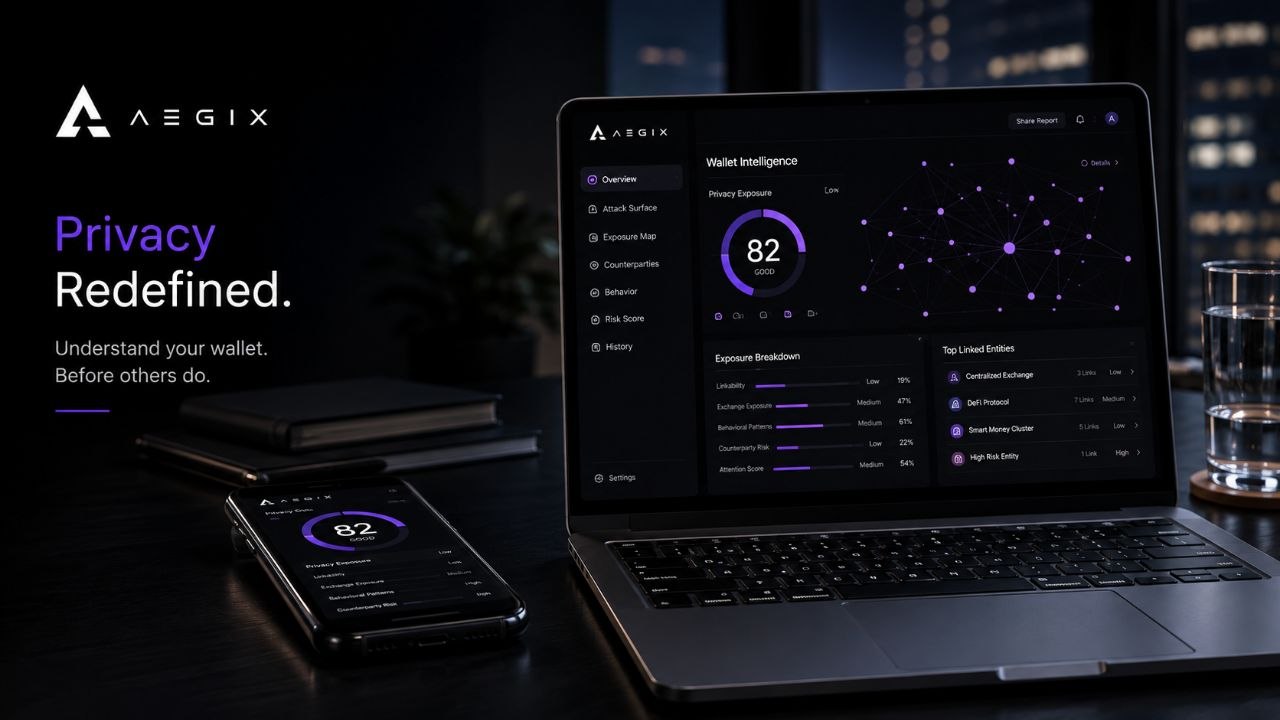 AEGIX
Privacy
Redefined.
Understand your wallet.
Before others do.
AEGIX
Share Report
A
Overview
Attack Surface
Exposure Map
Counterparties
Behavior
Risk Score
History
Settings
Wallet Intelligence
Details
Privacy Exposure
Low
82
GOOD
Exposure Breakdown
Linkability Low 19%
Exchange Exposure Medium 47%
Behavioral Patterns Medium 61%
Counterparty Risk Low 22%
Attention Score Medium 54%
Top Linked Entities
Centralized Exchange 3 Links Low
DeFi Protocol 7 Links Medium
Smart Money Cluster 5 Links Low
High Risk Entity 1 Link High
AEGIX
82
GOOD
Privacy Exposure Low
Linkability
Exchange Exposure Medium
Behavioral Patterns High
Counterparty Risk